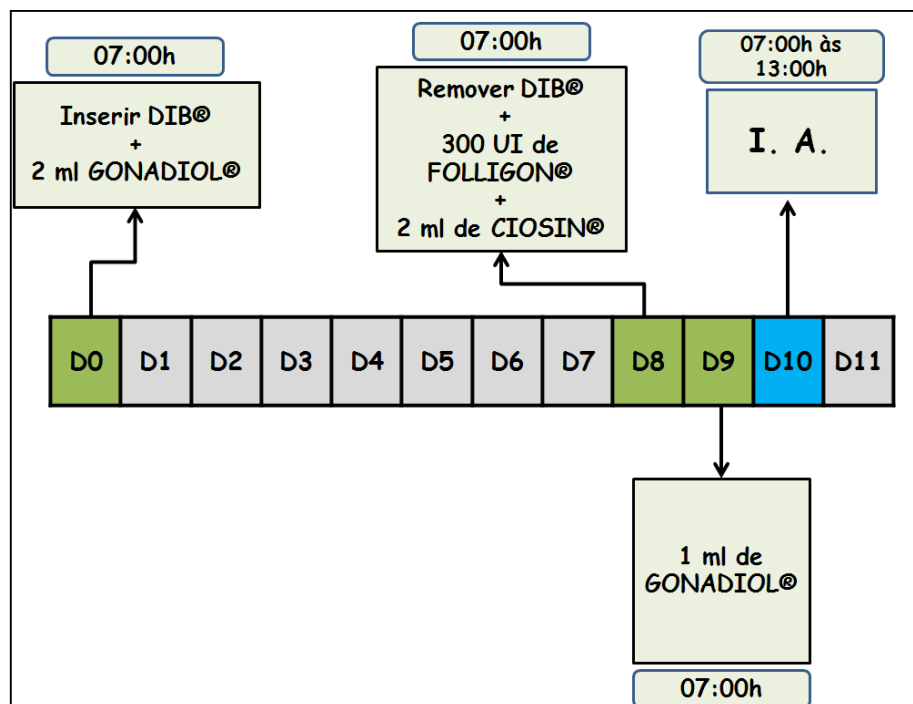 07:00h
Inserir DIB®
+
2 ml GONADIOL®
07:00h
Remover DIB®
+
300 UI de
FOLLIGON®
+
2 ml de CIOSIN®
07:00h às
13:00h
I. A.
D0 D1 D2 D3 D4 D5 D6 D7 D8 D9 D10 D11
1 ml de
GONADIOL®
07:00h